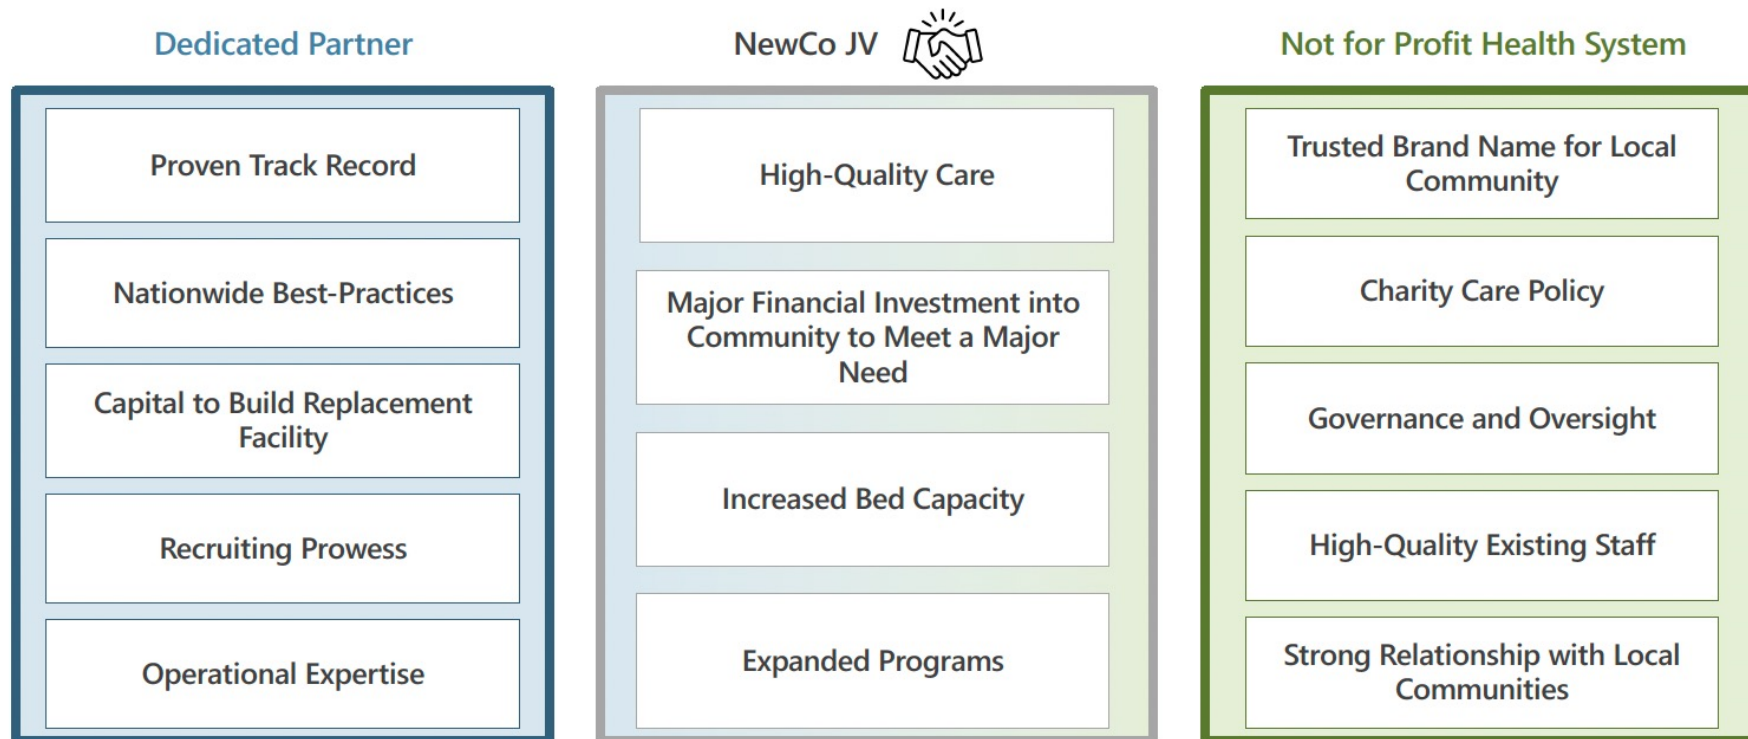 Dedicated Partner
Proven Track Record
Nationwide Best-Practices
Capital to Build Replacement
Facility
Recruiting Prowess
Operational Expertise
NewCo JV
High-Quality Care
Major Financial Investment into
Community to Meet a Major
Need
Increased Bed Capacity
Expanded Programs
Not for Profit Health System
Trusted Brand Name for Local
Community
Charity Care Policy
Governance and Oversight
High-Quality Existing Staff
Strong Relationship with Local
Communities